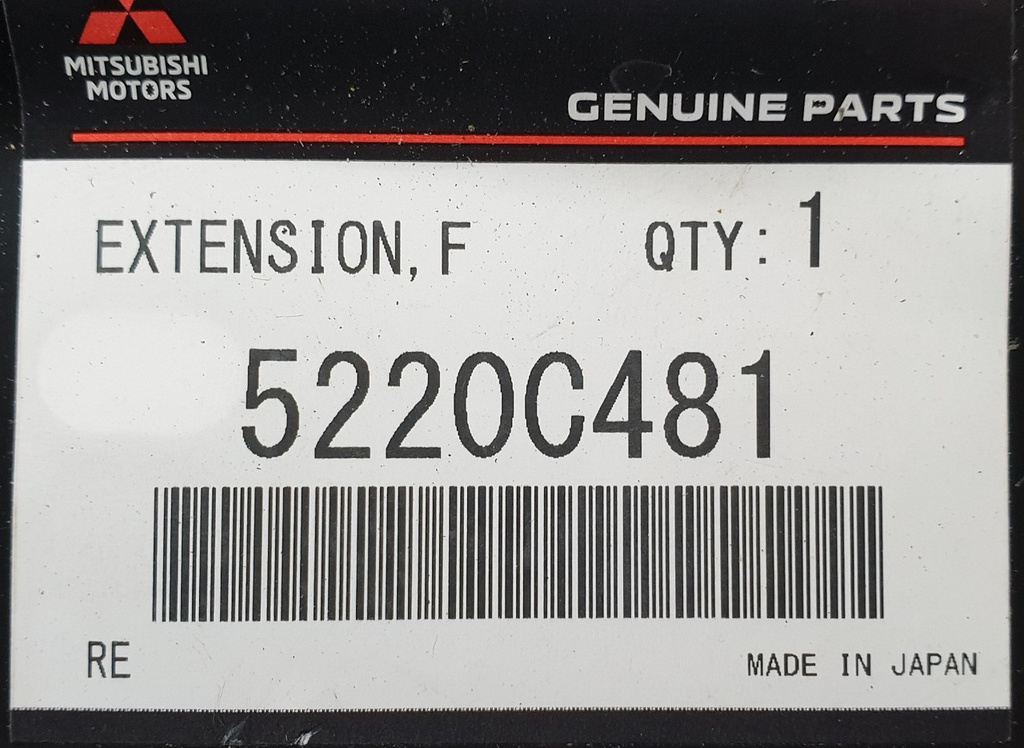 MITSUBISHI
MOTORS
GENUINE PARTS
EXTENSION, F QTY: 1
5220C481
RE MADE IN JAPAN